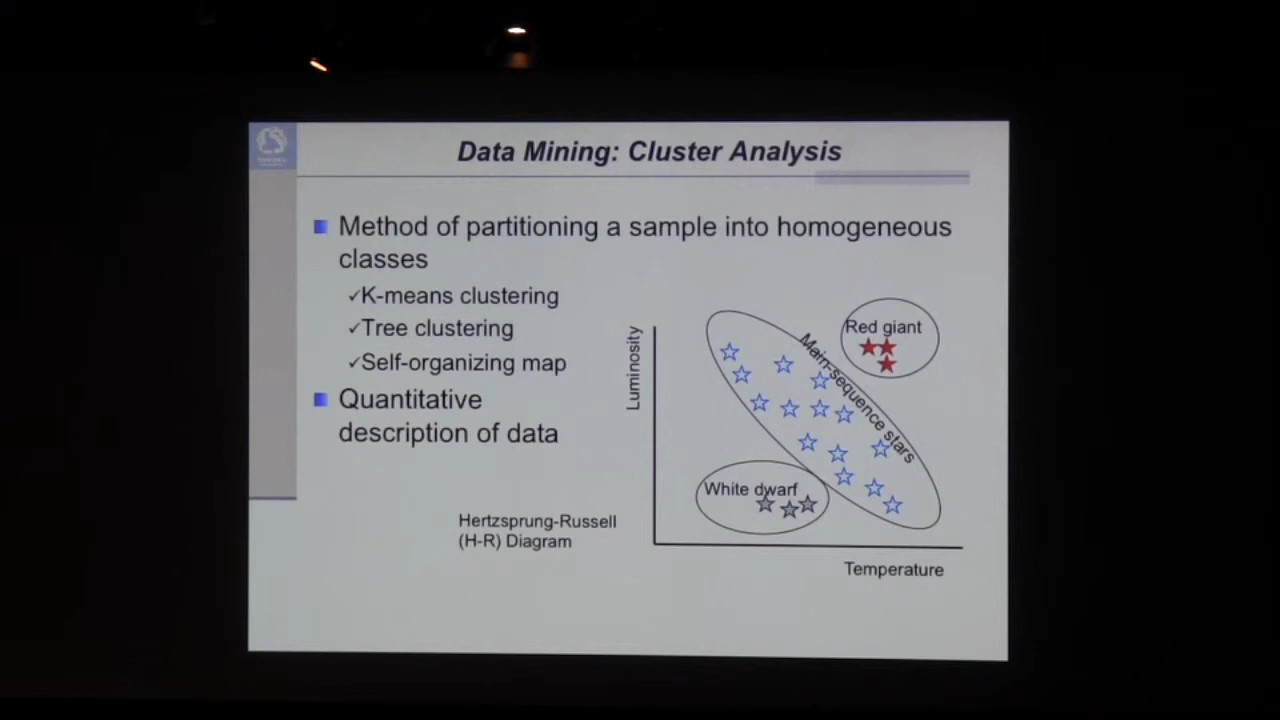 Data Mining: Cluster Analysis
Method of partitioning a sample into homogeneous
classes
✓K-means clustering
✓Tree clustering
✓Self-organizing map
Quantitative
description of data
Hertzsprung-Russell
(H-R) Diagram
Luminosity
Red giant
Main-sequence stars
White dwarf
Temperature